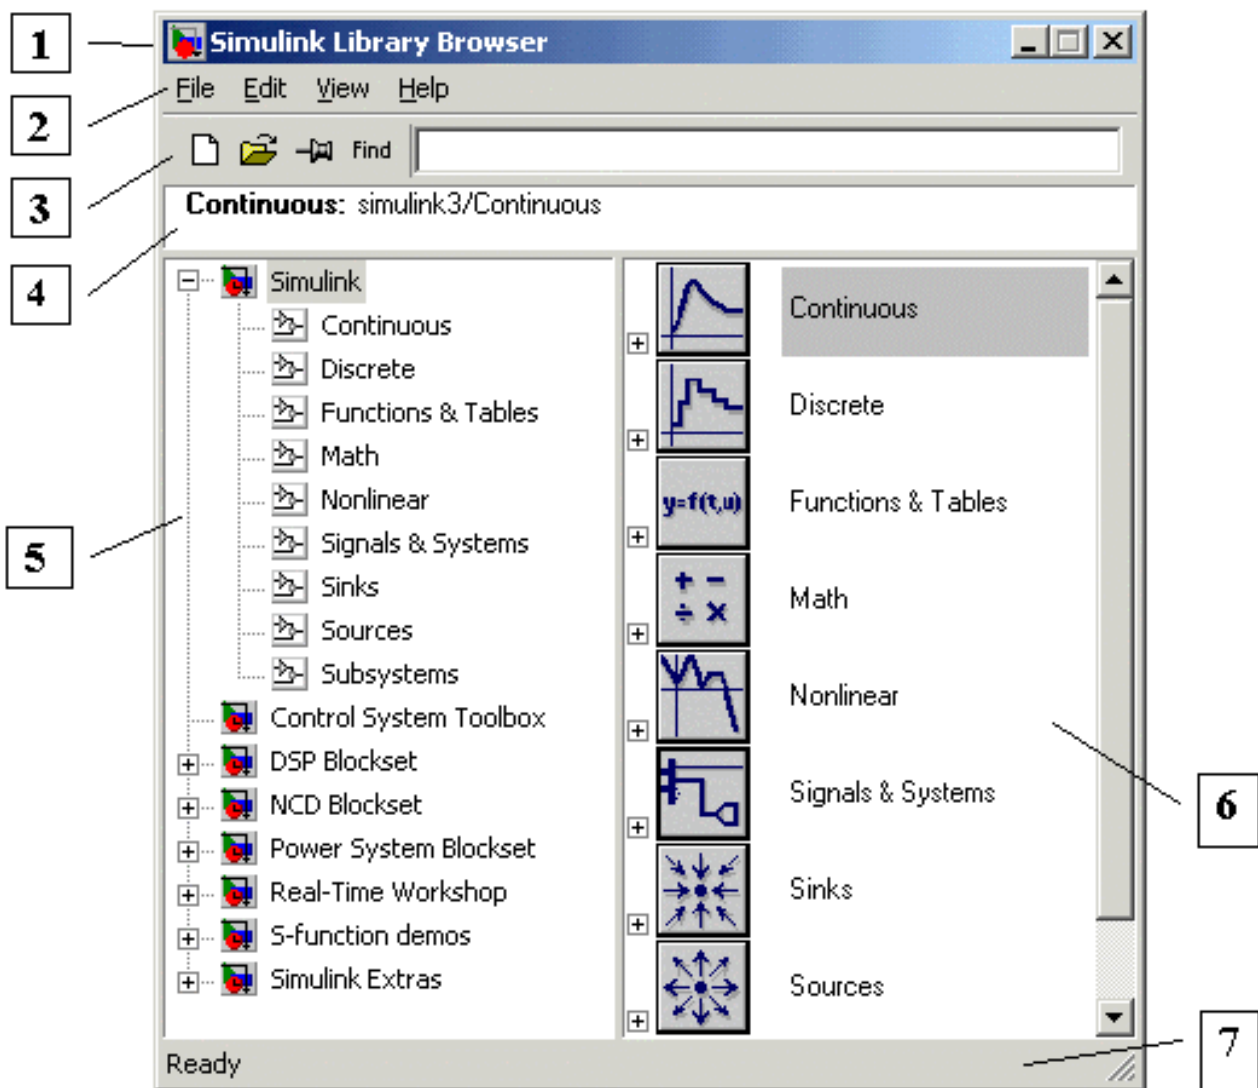 1
Simulink Library Browser
File Edit View Help
2
Find
3
Continuous: simulink3/Continuous
4
Simulink
Continuous
Discrete
Functions & Tables
Math
Nonlinear
Signals & Systems
Sinks
Sources
Subsystems
Control System Toolbox
DSP Blockset
NCD Blockset
Power System Blockset
Real-Time Workshop
S-function demos
Simulink Extras
5
Continuous
Discrete
y=f(t,u) Functions & Tables
+ − ÷ × Math
Nonlinear
Signals & Systems
Sinks
Sources
6
Ready
7